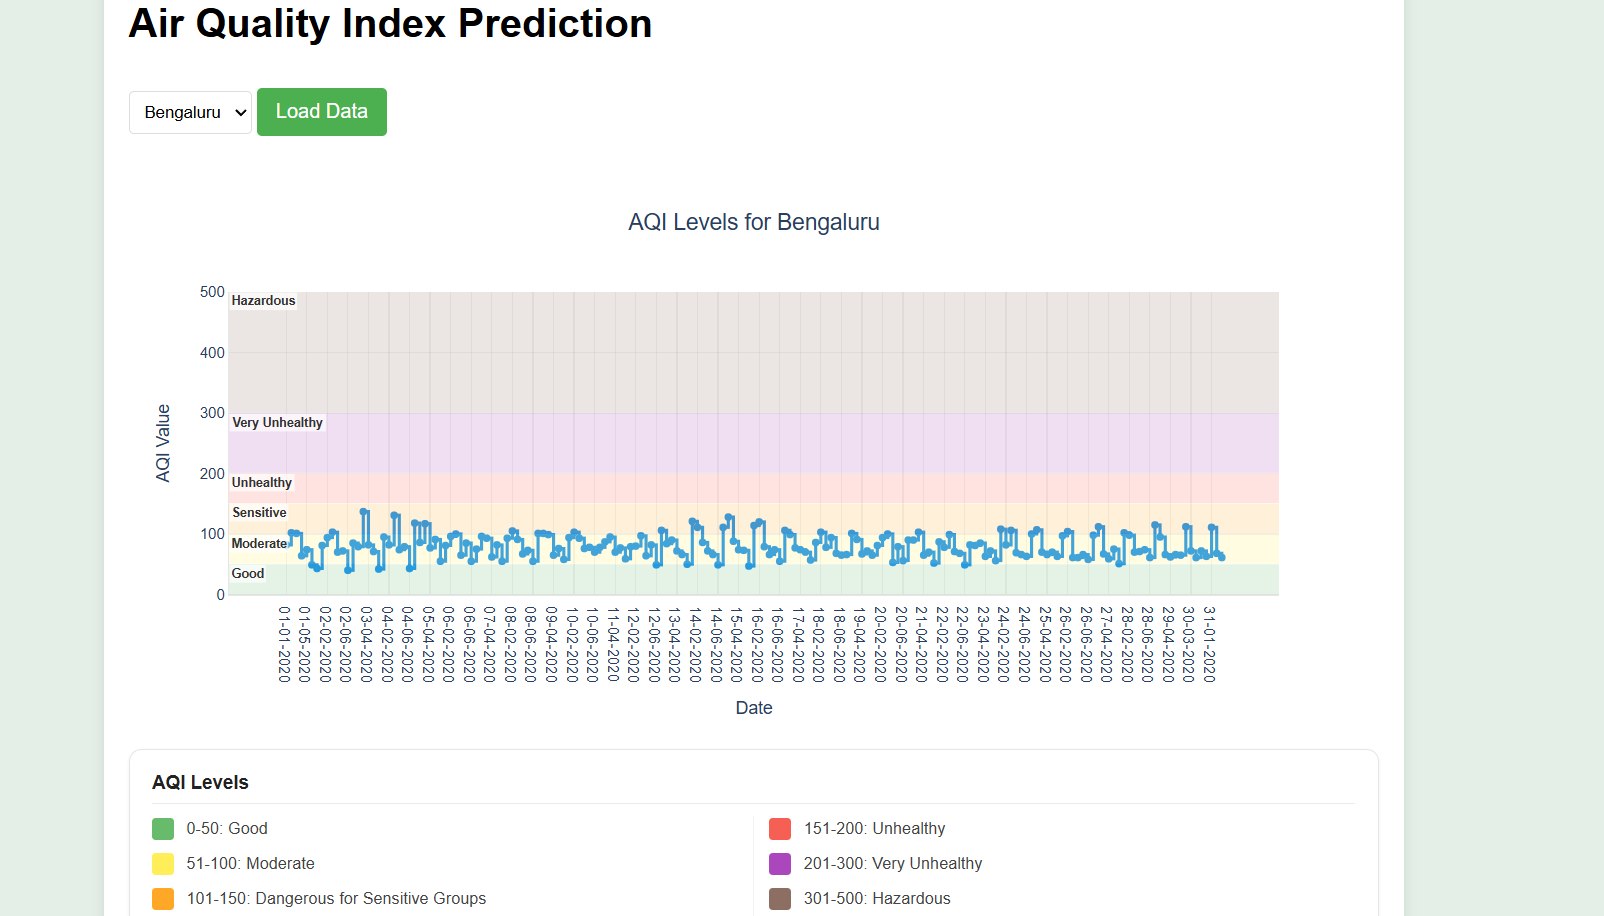 Air Quality Index Prediction
Bengaluru
Load Data
AQI Levels for Bengaluru
AQI Value
500
400
300
200
100
0
Hazardous
Very Unhealthy
Unhealthy
Sensitive
Moderate
Good
01-01-2020
01-05-2020
02-02-2020
02-06-2020
03-04-2020
04-02-2020
04-06-2020
05-04-2020
06-02-2020
06-06-2020
07-04-2020
08-02-2020
08-06-2020
09-04-2020
10-02-2020
10-06-2020
11-04-2020
12-02-2020
12-06-2020
13-04-2020
14-02-2020
14-06-2020
15-04-2020
16-02-2020
16-06-2020
17-04-2020
18-02-2020
18-06-2020
19-04-2020
20-02-2020
20-06-2020
21-04-2020
22-02-2020
22-06-2020
23-04-2020
24-02-2020
24-06-2020
25-04-2020
26-02-2020
26-06-2020
27-04-2020
28-02-2020
28-06-2020
29-04-2020
30-03-2020
31-01-2020
Date
AQI Levels
0-50: Good
51-100: Moderate
101-150: Dangerous for Sensitive Groups
151-200: Unhealthy
201-300: Very Unhealthy
301-500: Hazardous